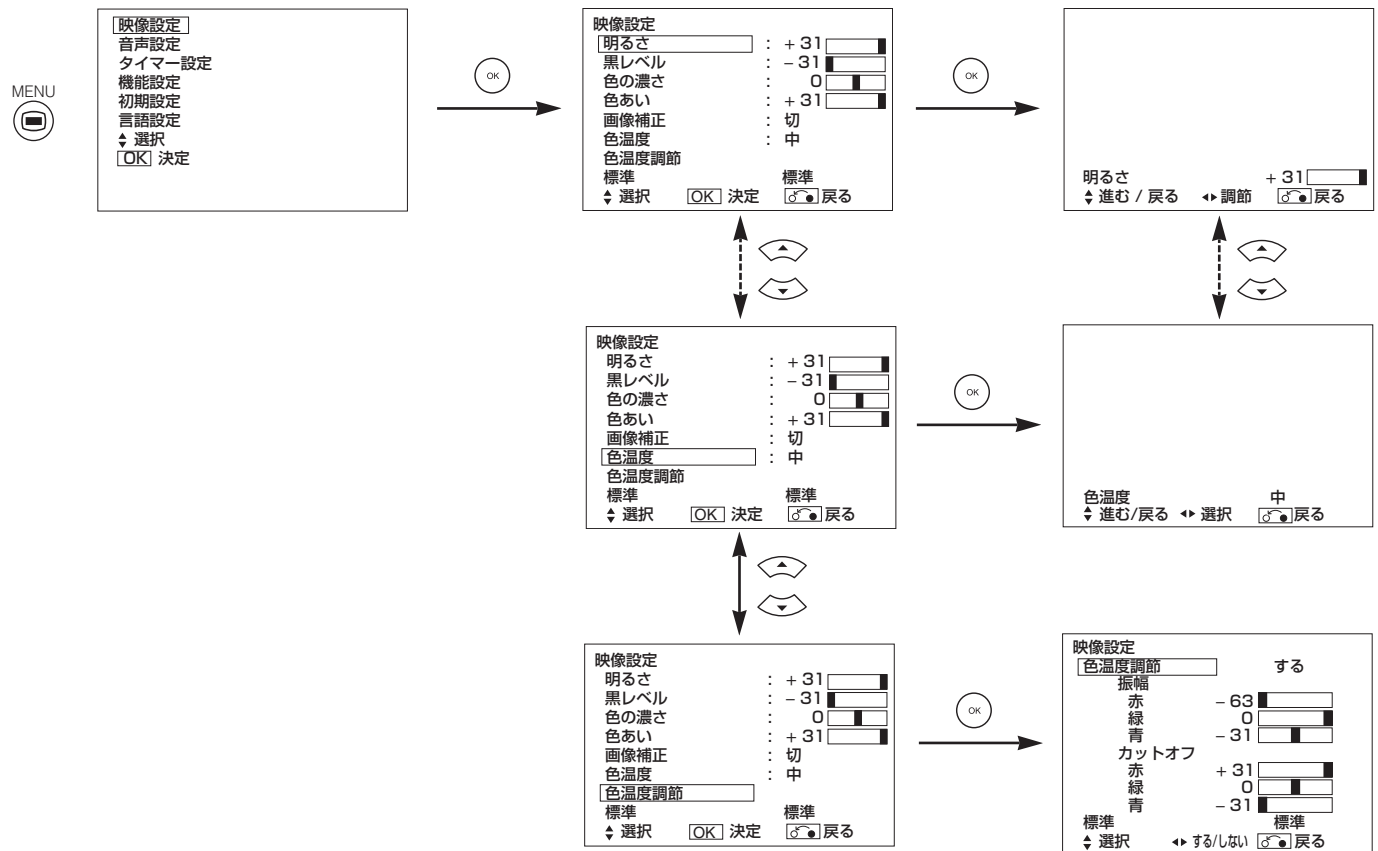 MENU
映像設定
音声設定
タイマー設定
機能設定
初期設定
言語設定
選択
OK 決定
OK
映像設定
明るさ : +31
黒レベル : −31
色の濃さ : 0
色あい : +31
画像補正 : 切
色温度 : 中
色温度調節
標準 標準
選択 OK 決定 戻る
OK
明るさ +31
進む / 戻る 調節 戻る
映像設定
明るさ : +31
黒レベル : −31
色の濃さ : 0
色あい : +31
画像補正 : 切
色温度 : 中
色温度調節
標準 標準
選択 OK 決定 戻る
OK
色温度 中
進む/戻る 選択 戻る
映像設定
明るさ : +31
黒レベル : −31
色の濃さ : 0
色あい : +31
画像補正 : 切
色温度 : 中
色温度調節
標準 標準
選択 OK 決定 戻る
OK
映像設定
色温度調節 する
振幅
赤 −63
緑 0
青 −31
カットオフ
赤 +31
緑 0
青 −31
標準 標準
選択 する/しない 戻る